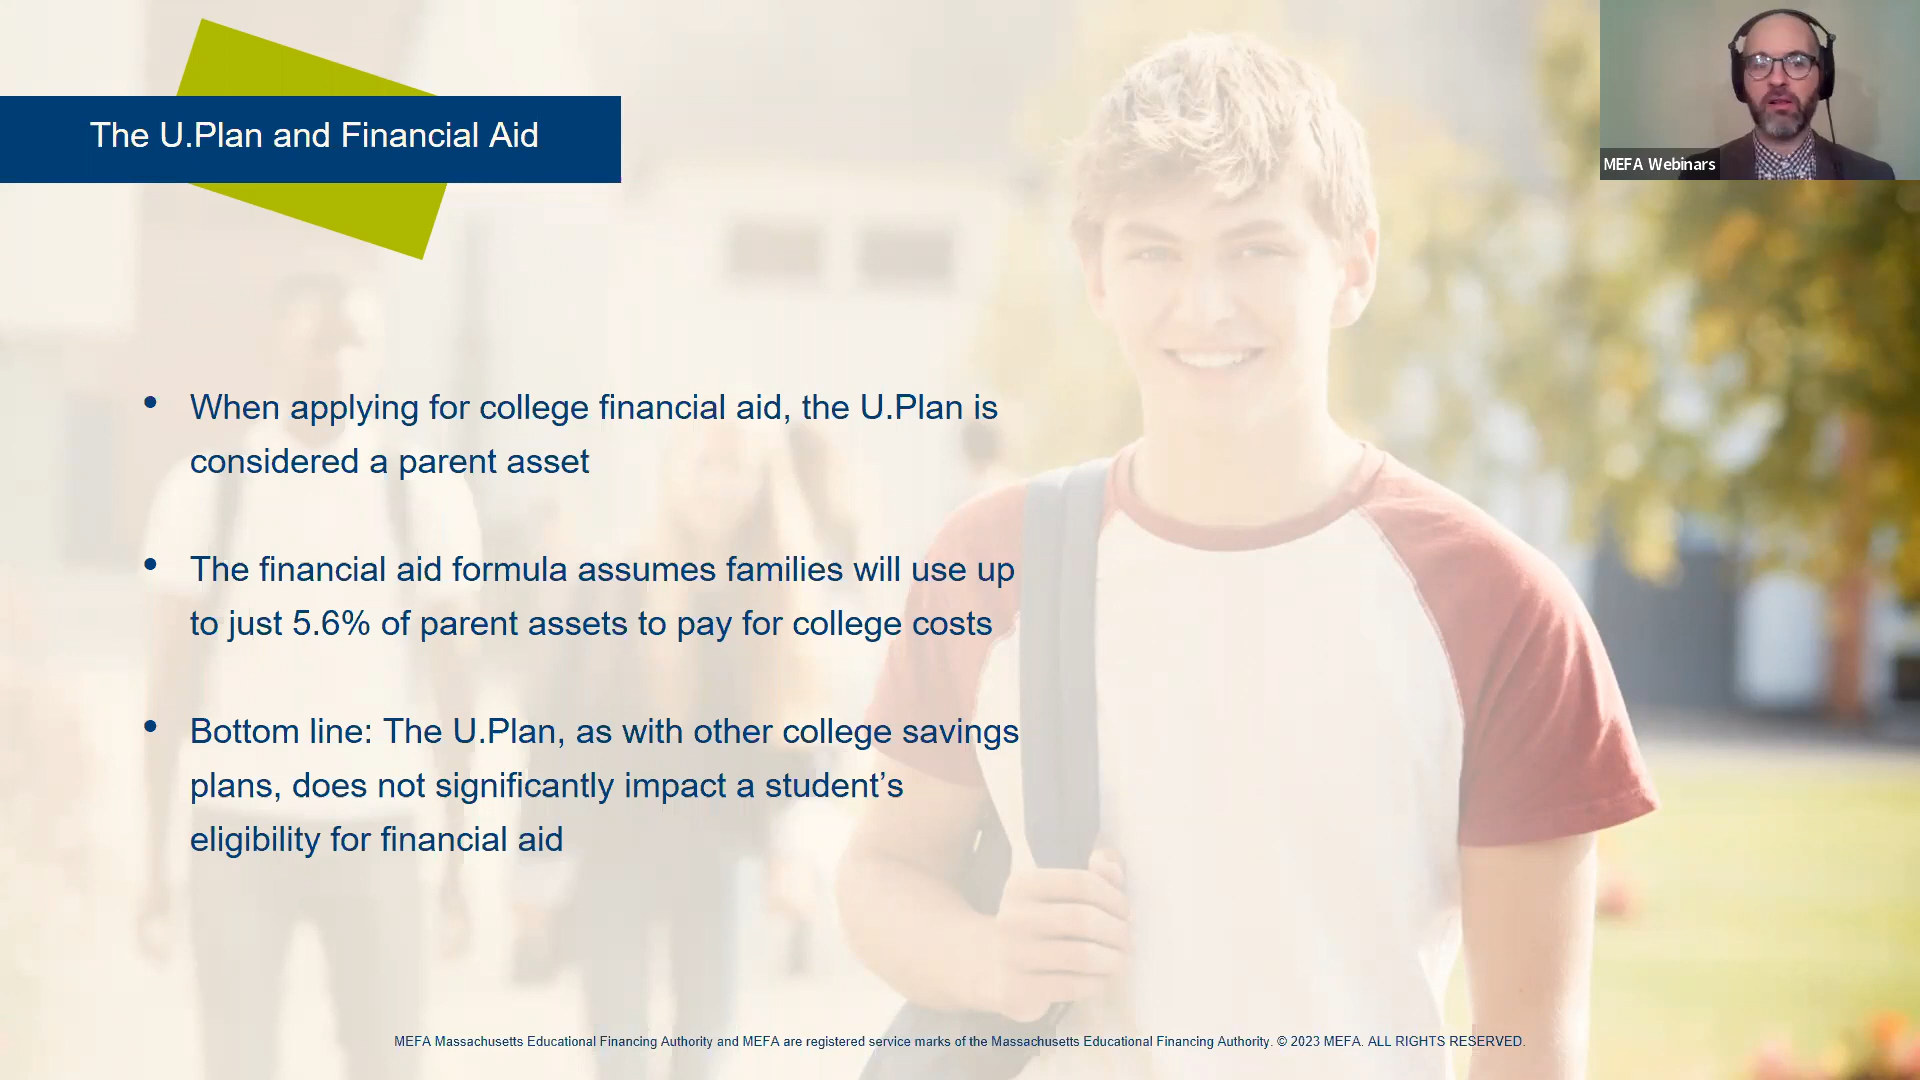 The U.Plan and Financial Aid
MEFA Webinars
• When applying for college financial aid, the U.Plan is
considered a parent asset
• The financial aid formula assumes families will use up
to just 5.6% of parent assets to pay for college costs
• Bottom line: The U.Plan, as with other college savings
plans, does not significantly impact a student’s
eligibility for financial aid
MEFA Massachusetts Educational Financing Authority and MEFA are registered service marks of the Massachusetts Educational Financing Authority. © 2023 MEFA. ALL RIGHTS RESERVED.